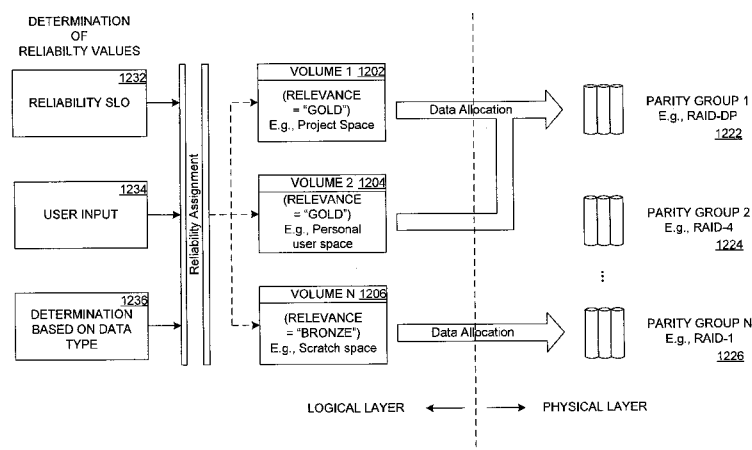 DETERMINATION
OF
RELIABILTY VALUES
1232
RELIABILITY SLO
1234
USER INPUT
1236
DETERMINATION
BASED ON DATA
TYPE
Reliability Assignment
VOLUME 1 1202
(RELEVANCE
= "GOLD")
E.g., Project Space
VOLUME 2 1204
(RELEVANCE
= "GOLD")
E.g., Personal
user space
VOLUME N 1206
(RELEVANCE
= "BRONZE")
E.g., Scratch space
Data Allocation
Data Allocation
PARITY GROUP 1
E.g., RAID-DP
1222
PARITY GROUP 2
E.g., RAID-4
1224
...
PARITY GROUP N
E.g., RAID-1
1226
LOGICAL LAYER
PHYSICAL LAYER